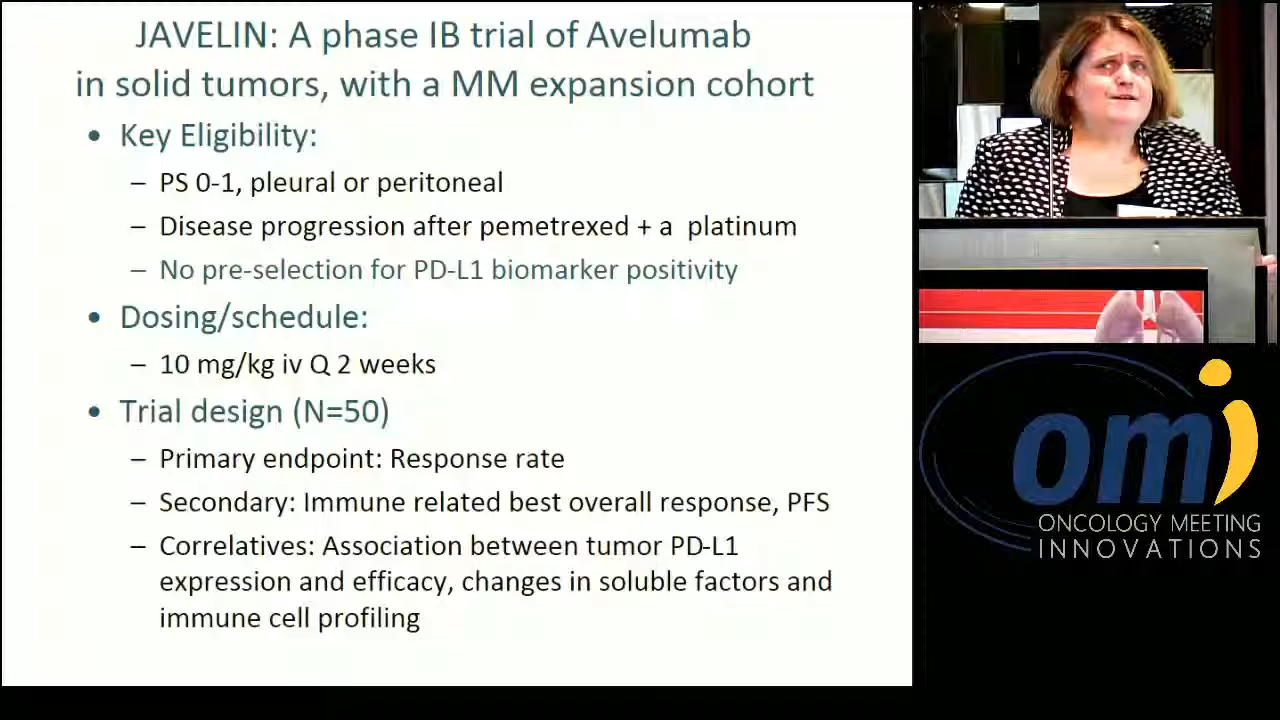 JAVELIN: A phase IB trial of Avelumab
in solid tumors, with a MM expansion cohort
• Key Eligibility:
– PS 0-1, pleural or peritoneal
– Disease progression after pemetrexed + a platinum
– No pre-selection for PD-L1 biomarker positivity
• Dosing/schedule:
– 10 mg/kg iv Q 2 weeks
• Trial design (N=50)
– Primary endpoint: Response rate
– Secondary: Immune related best overall response, PFS
– Correlatives: Association between tumor PD-L1
expression and efficacy, changes in soluble factors and
immune cell profiling
omi
ONCOLOGY MEETING
INNOVATIONS